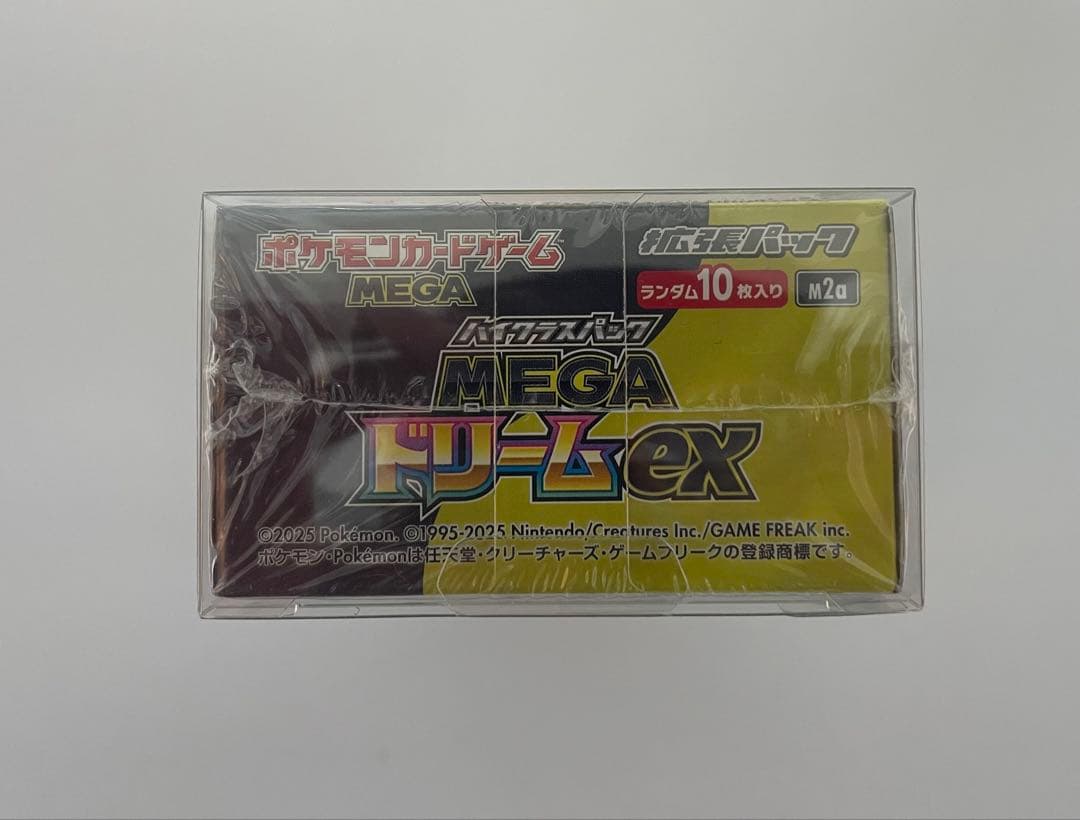 ポケモンカードゲーム
MEGA
拡張パック
ランダム10枚入り M2a
ハイクラスパック
MEGA
ドリームex
©2025 Pokémon. ©1995-2025 Nintendo/Creatures Inc./GAME FREAK inc.
ポケモン・Pokémonは任天堂・クリーチャーズ・ゲームフリークの登録商標です。